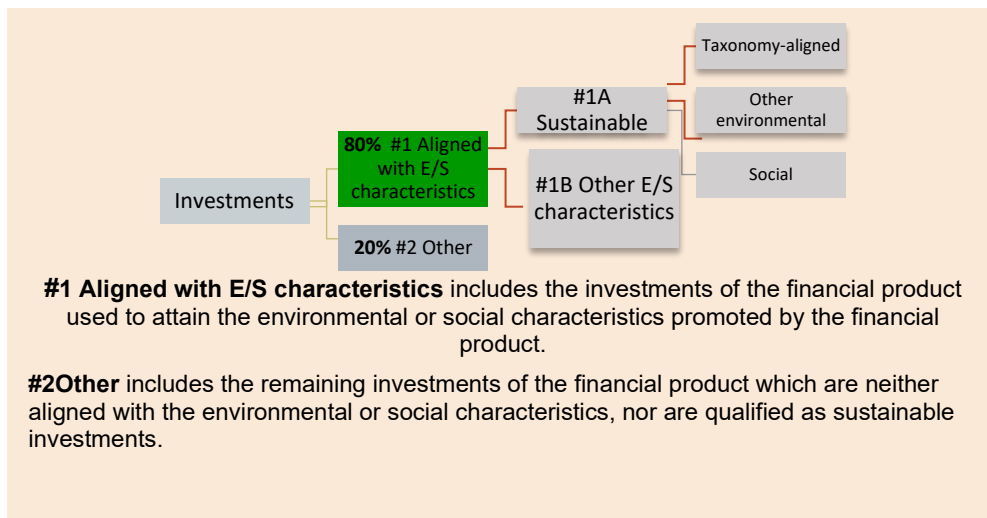 Taxonomy-aligned
#1A
Sustainable
Other
environmental
80% #1 Aligned
with E/S
characteristics
Social
#1B Other E/S
characteristics
Investments
20% #2 Other
#1 Aligned with E/S characteristics includes the investments of the financial product
used to attain the environmental or social characteristics promoted by the financial
product.
#2Other includes the remaining investments of the financial product which are neither
aligned with the environmental or social characteristics, nor are qualified as sustainable
investments.